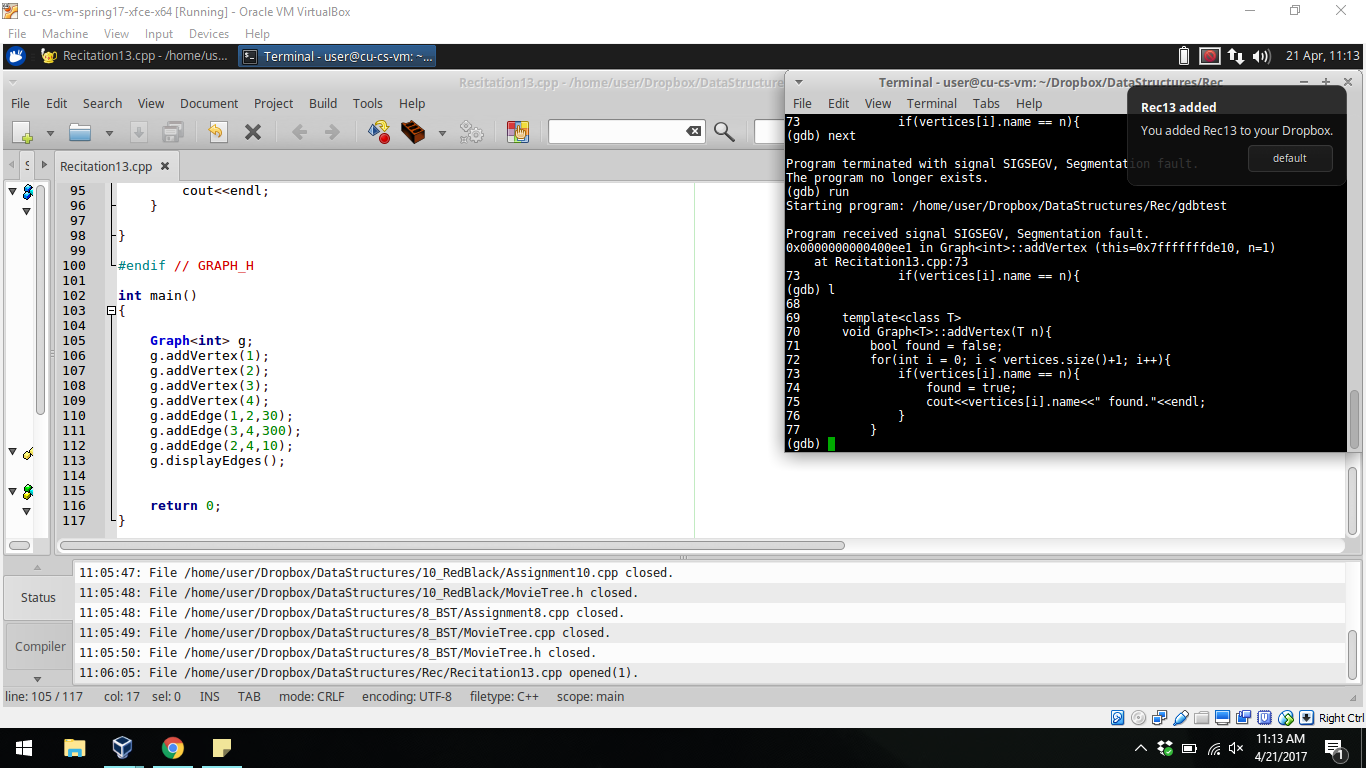 cu-cs-vm-spring17-xfce-x64 [Running] - Oracle VM VirtualBox
File Machine View Input Devices Help
Recitation13.cpp - /home/us... Terminal - user@cu-cs-vm: ~... 21 Apr, 11:13
Recitation13.cpp - /home/user/Dropbox/DataStructures
File Edit Search View Document Project Build Tools Help
Recitation13.cpp
95 cout<<endl;
96 }
97
98 }
99
100 #endif // GRAPH_H
101
102 int main()
103 {
104
105 Graph<int> g;
106 g.addVertex(1);
107 g.addVertex(2);
108 g.addVertex(3);
109 g.addVertex(4);
110 g.addEdge(1,2,30);
111 g.addEdge(3,4,300);
112 g.addEdge(2,4,10);
113 g.displayEdges();
114
115
116 return 0;
117 }
Terminal - user@cu-cs-vm: ~/Dropbox/DataStructures/Rec
File Edit View Terminal Tabs Help
73 if(vertices[i].name == n){
(gdb) next
Program terminated with signal SIGSEGV, Segmentation fault.
The program no longer exists.
(gdb) run
Starting program: /home/user/Dropbox/DataStructures/Rec/gdbtest
Program received signal SIGSEGV, Segmentation fault.
0x0000000000400ee1 in Graph<int>::addVertex (this=0x7fffffffde10, n=1)
at Recitation13.cpp:73
73 if(vertices[i].name == n){
(gdb) l
68
69 template<class T>
70 void Graph<T>::addVertex(T n){
71 bool found = false;
72 for(int i = 0; i < vertices.size()+1; i++){
73 if(vertices[i].name == n){
74 found = true;
75 cout<<vertices[i].name<<" found."<<endl;
76 }
77 }
(gdb)
Rec13 added
You added Rec13 to your Dropbox.
default
Status
Compiler
11:05:47: File /home/user/Dropbox/DataStructures/10_RedBlack/Assignment10.cpp closed.
11:05:48: File /home/user/Dropbox/DataStructures/10_RedBlack/MovieTree.h closed.
11:05:48: File /home/user/Dropbox/DataStructures/8_BST/Assignment8.cpp closed.
11:05:49: File /home/user/Dropbox/DataStructures/8_BST/MovieTree.cpp closed.
11:05:50: File /home/user/Dropbox/DataStructures/8_BST/MovieTree.h closed.
11:06:05: File /home/user/Dropbox/DataStructures/Rec/Recitation13.cpp opened(1).
line: 105 / 117 col: 17 sel: 0 INS TAB mode: CRLF encoding: UTF-8 filetype: C++ scope: main
Right Ctrl
11:13 AM
4/21/2017
1